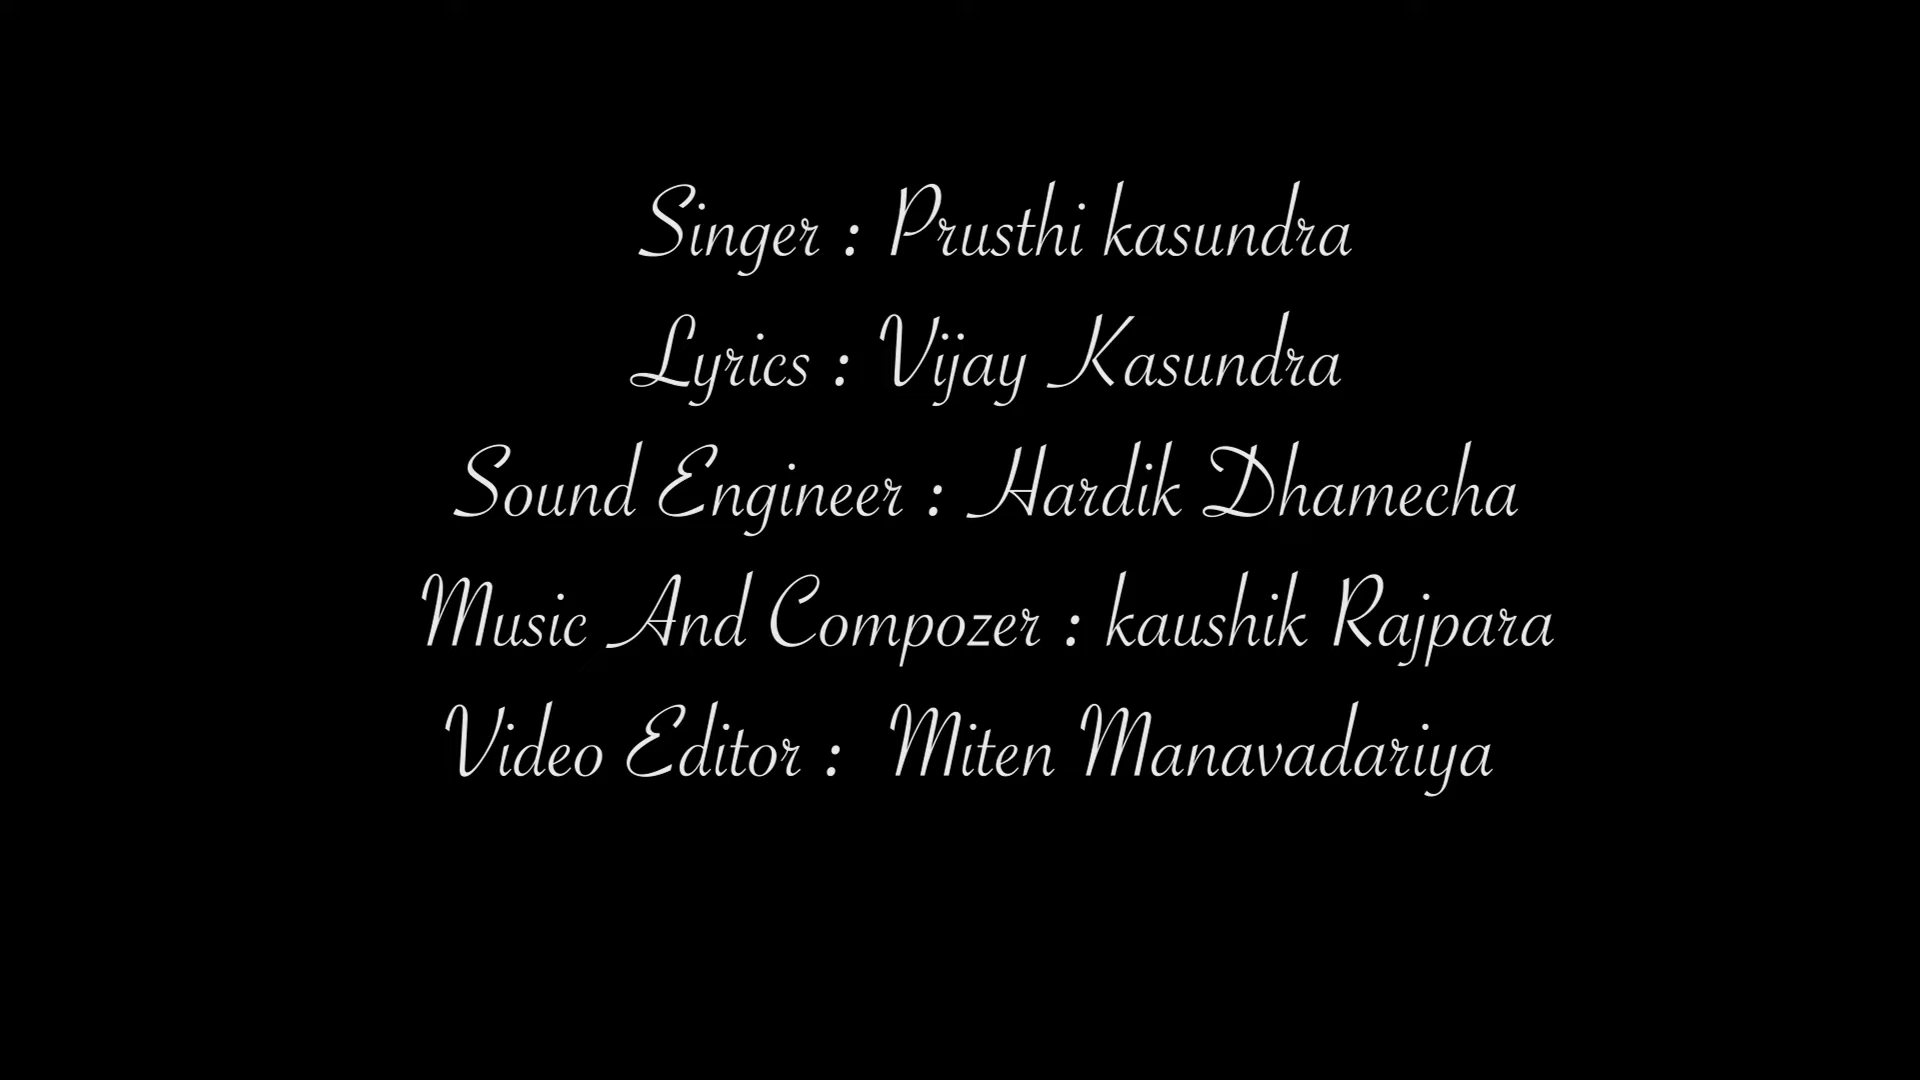 Singer : Prusthi kasundra
Lyrics : Vijay Kasundra
Sound Engineer : Hardik Dhamecha
Music And Compozer : kaushik Rajpara
Video Editor : Miten Manavadariya